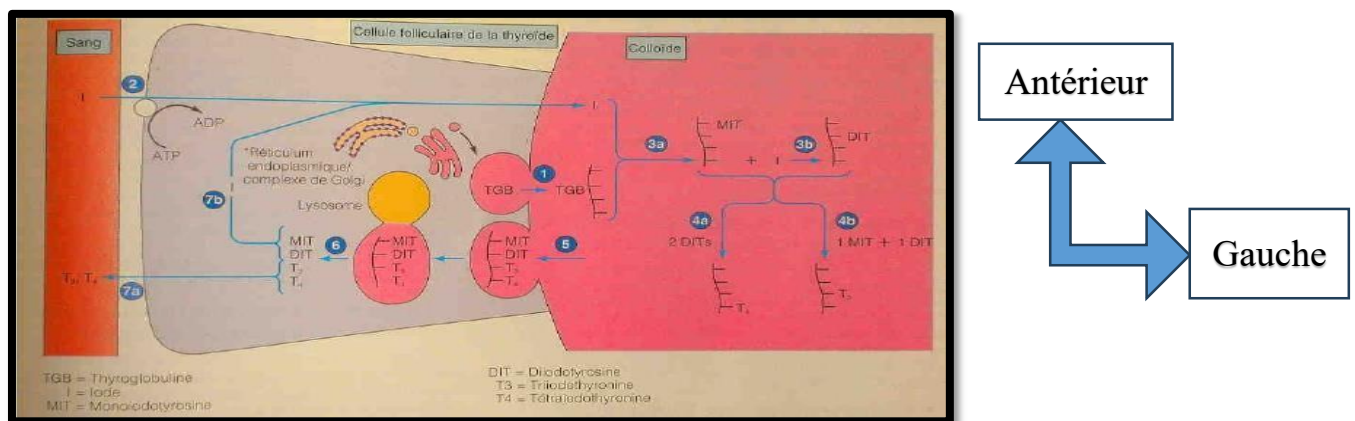 Sang
Cellule folliculaire de la thyroïde
Colloïde
2
I
I
ADP
ATP
*Réticulum
endoplasmique/
complexe de Golgi
Lysosome
7b
I
TGB
1
TGB
3a
MIT
+ I
3b
DIT
4a
2 DITs
4b
1 MIT + 1 DIT
T4
T3
MIT
DIT
T3
T4
6
MIT
DIT
T3
T4
MIT
DIT
T3
T4
5
T3, T4
7a
TGB = Thyroglobuline
I = Iode
MIT = Monoiodotyrosine
DIT = Diiodotyrosine
T3 = Triiodothyronine
T4 = Tétraiodothyronine
Antérieur
Gauche